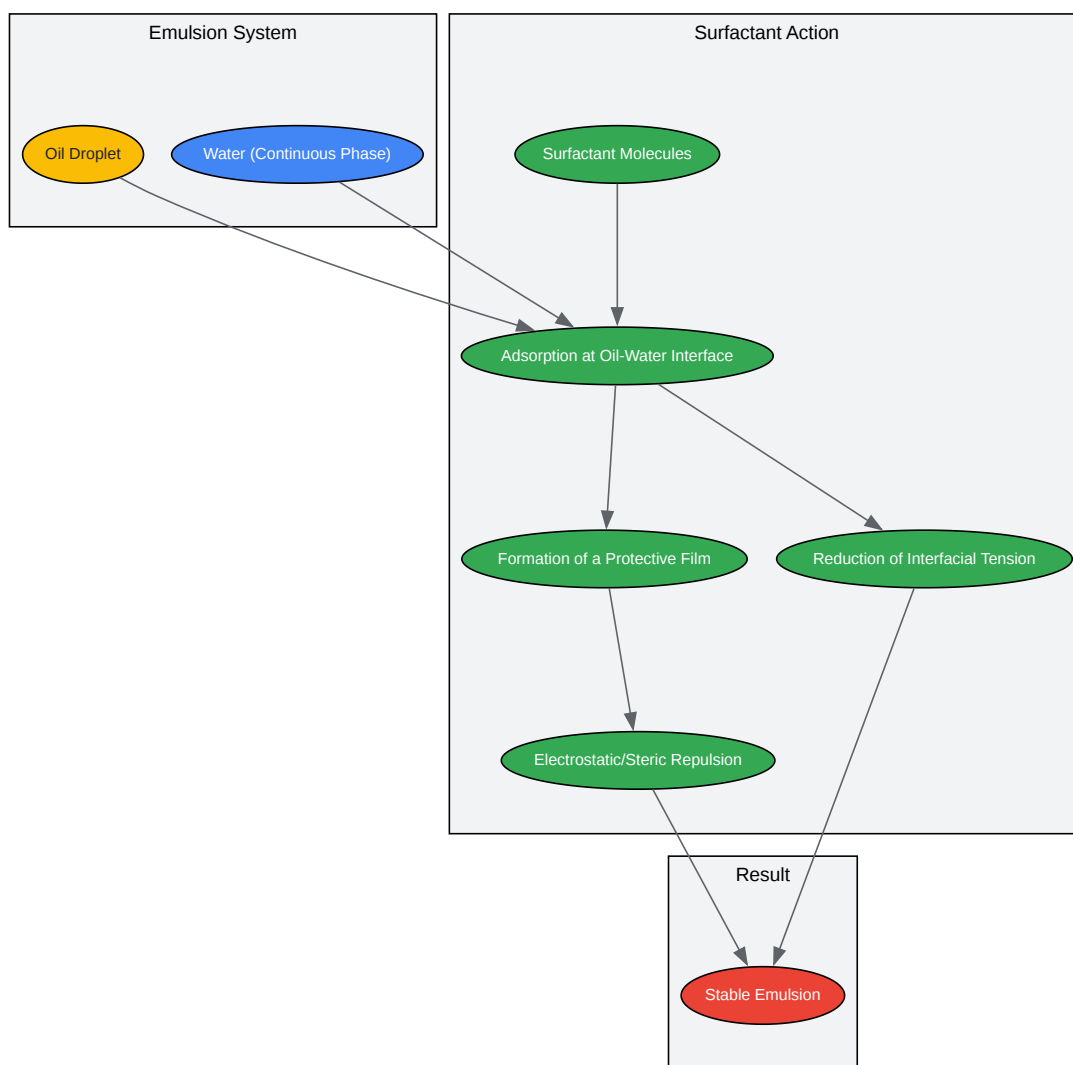 Emulsion System
Surfactant Action
Oil Droplet
Water (Continuous Phase)
Surfactant Molecules
Adsorption at Oil-Water Interface
Formation of a Protective Film
Reduction of Interfacial Tension
Electrostatic/Steric Repulsion
Result
Stable Emulsion